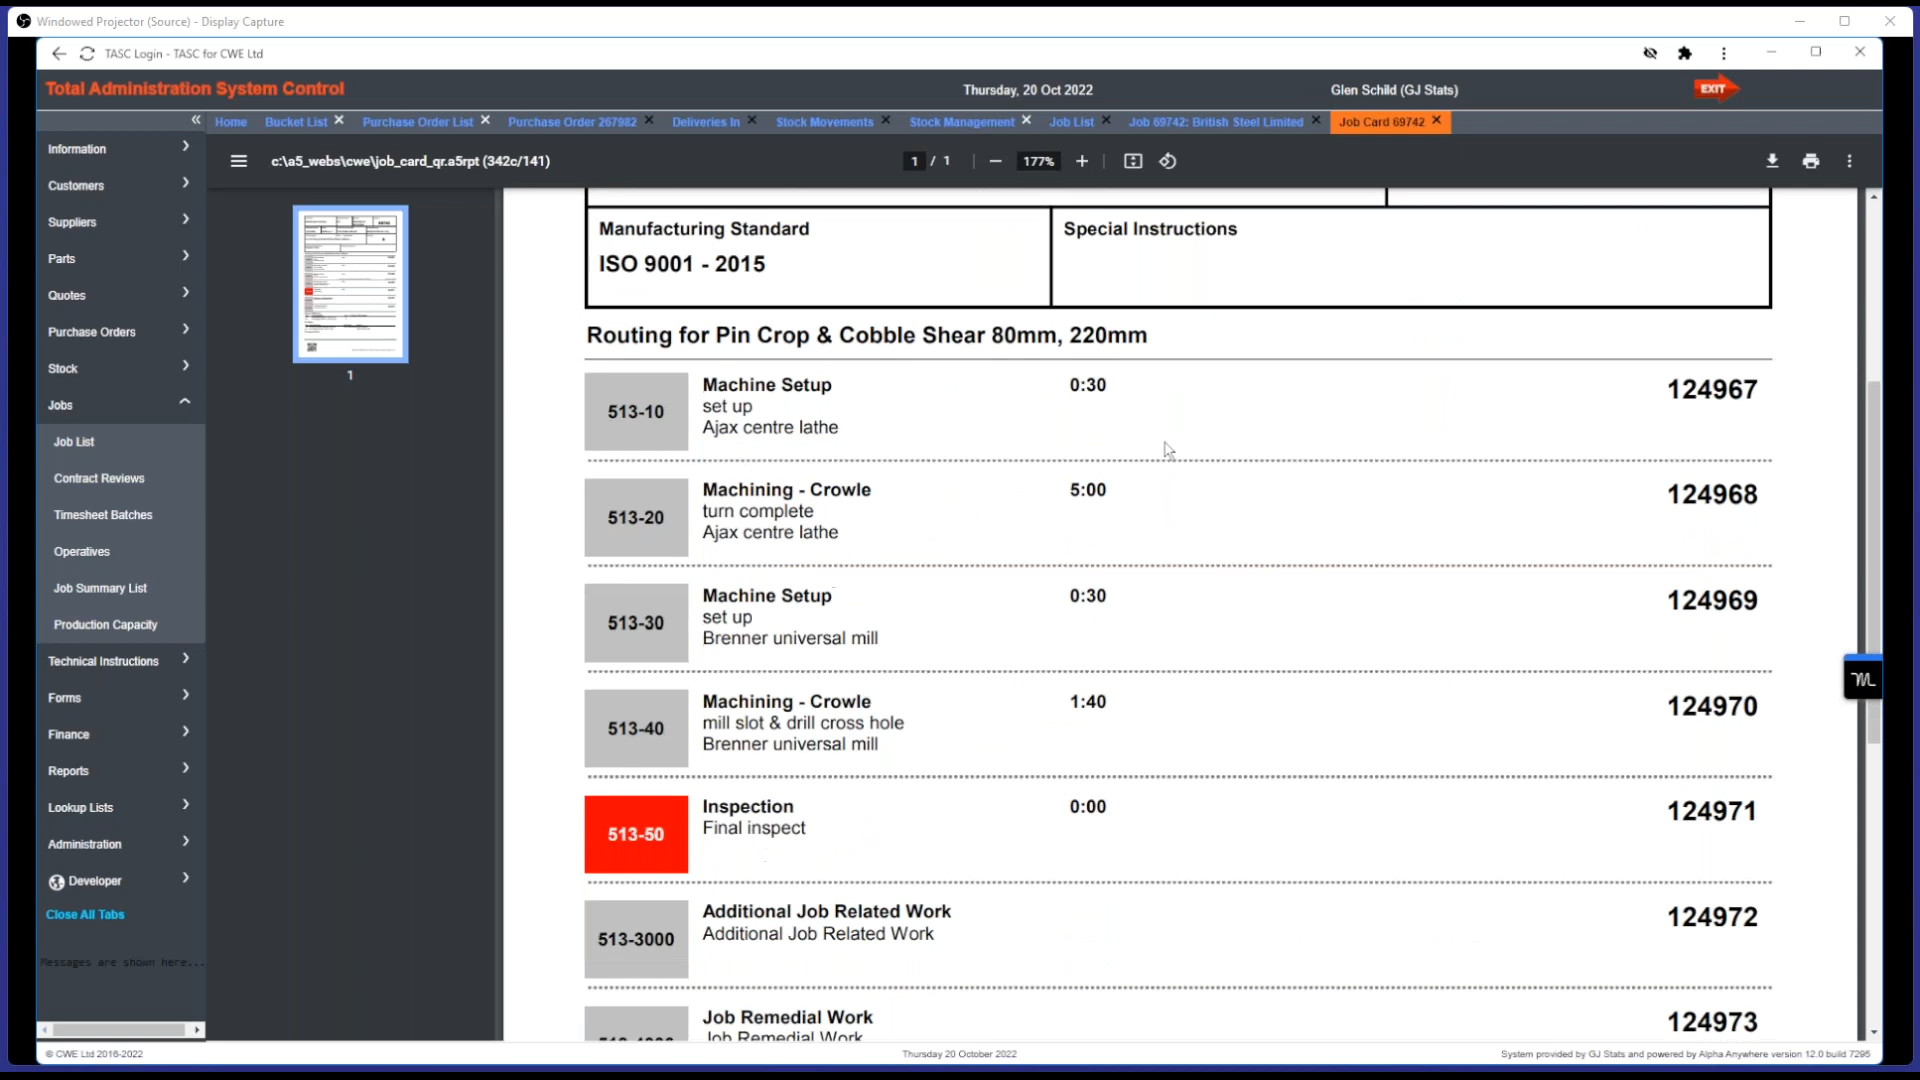 Windowed Projector (Source) - Display Capture
TASC Login - TASC for CWE Ltd
Total Administration System Control
Thursday, 20 Oct 2022
Glen Schild (GJ Stats)
EXIT
«
Home
Bucket List
Purchase Order List
Purchase Order 267982
Deliveries In
Stock Movements
Stock Management
Job List
Job 69742: British Steel Limited
Job Card 69742
Information
Customers
Suppliers
Parts
Quotes
Purchase Orders
Stock
Jobs
Job List
Contract Reviews
Timesheet Batches
Operatives
Job Summary List
Production Capacity
Technical Instructions
Forms
Finance
Reports
Lookup Lists
Administration
Developer
Close All Tabs
Messages are shown here...
c:\a5_webs\cwe\job_card_qr.a5rpt (342c/141)
1 / 1
177%
1
Manufacturing Standard
ISO 9001 - 2015
Special Instructions
Routing for Pin Crop & Cobble Shear 80mm, 220mm
513-10
Machine Setup
set up
Ajax centre lathe
0:30
124967
513-20
Machining - Crowle
turn complete
Ajax centre lathe
5:00
124968
513-30
Machine Setup
set up
Brenner universal mill
0:30
124969
513-40
Machining - Crowle
mill slot & drill cross hole
Brenner universal mill
1:40
124970
513-50
Inspection
Final inspect
0:00
124971
513-3000
Additional Job Related Work
Additional Job Related Work
124972
Job Remedial Work
Job Remedial Work
124973
© CWE Ltd 2016-2022
Thursday 20 October 2022
System provided by GJ Stats and powered by Alpha Anywhere version 12.0 build 7295